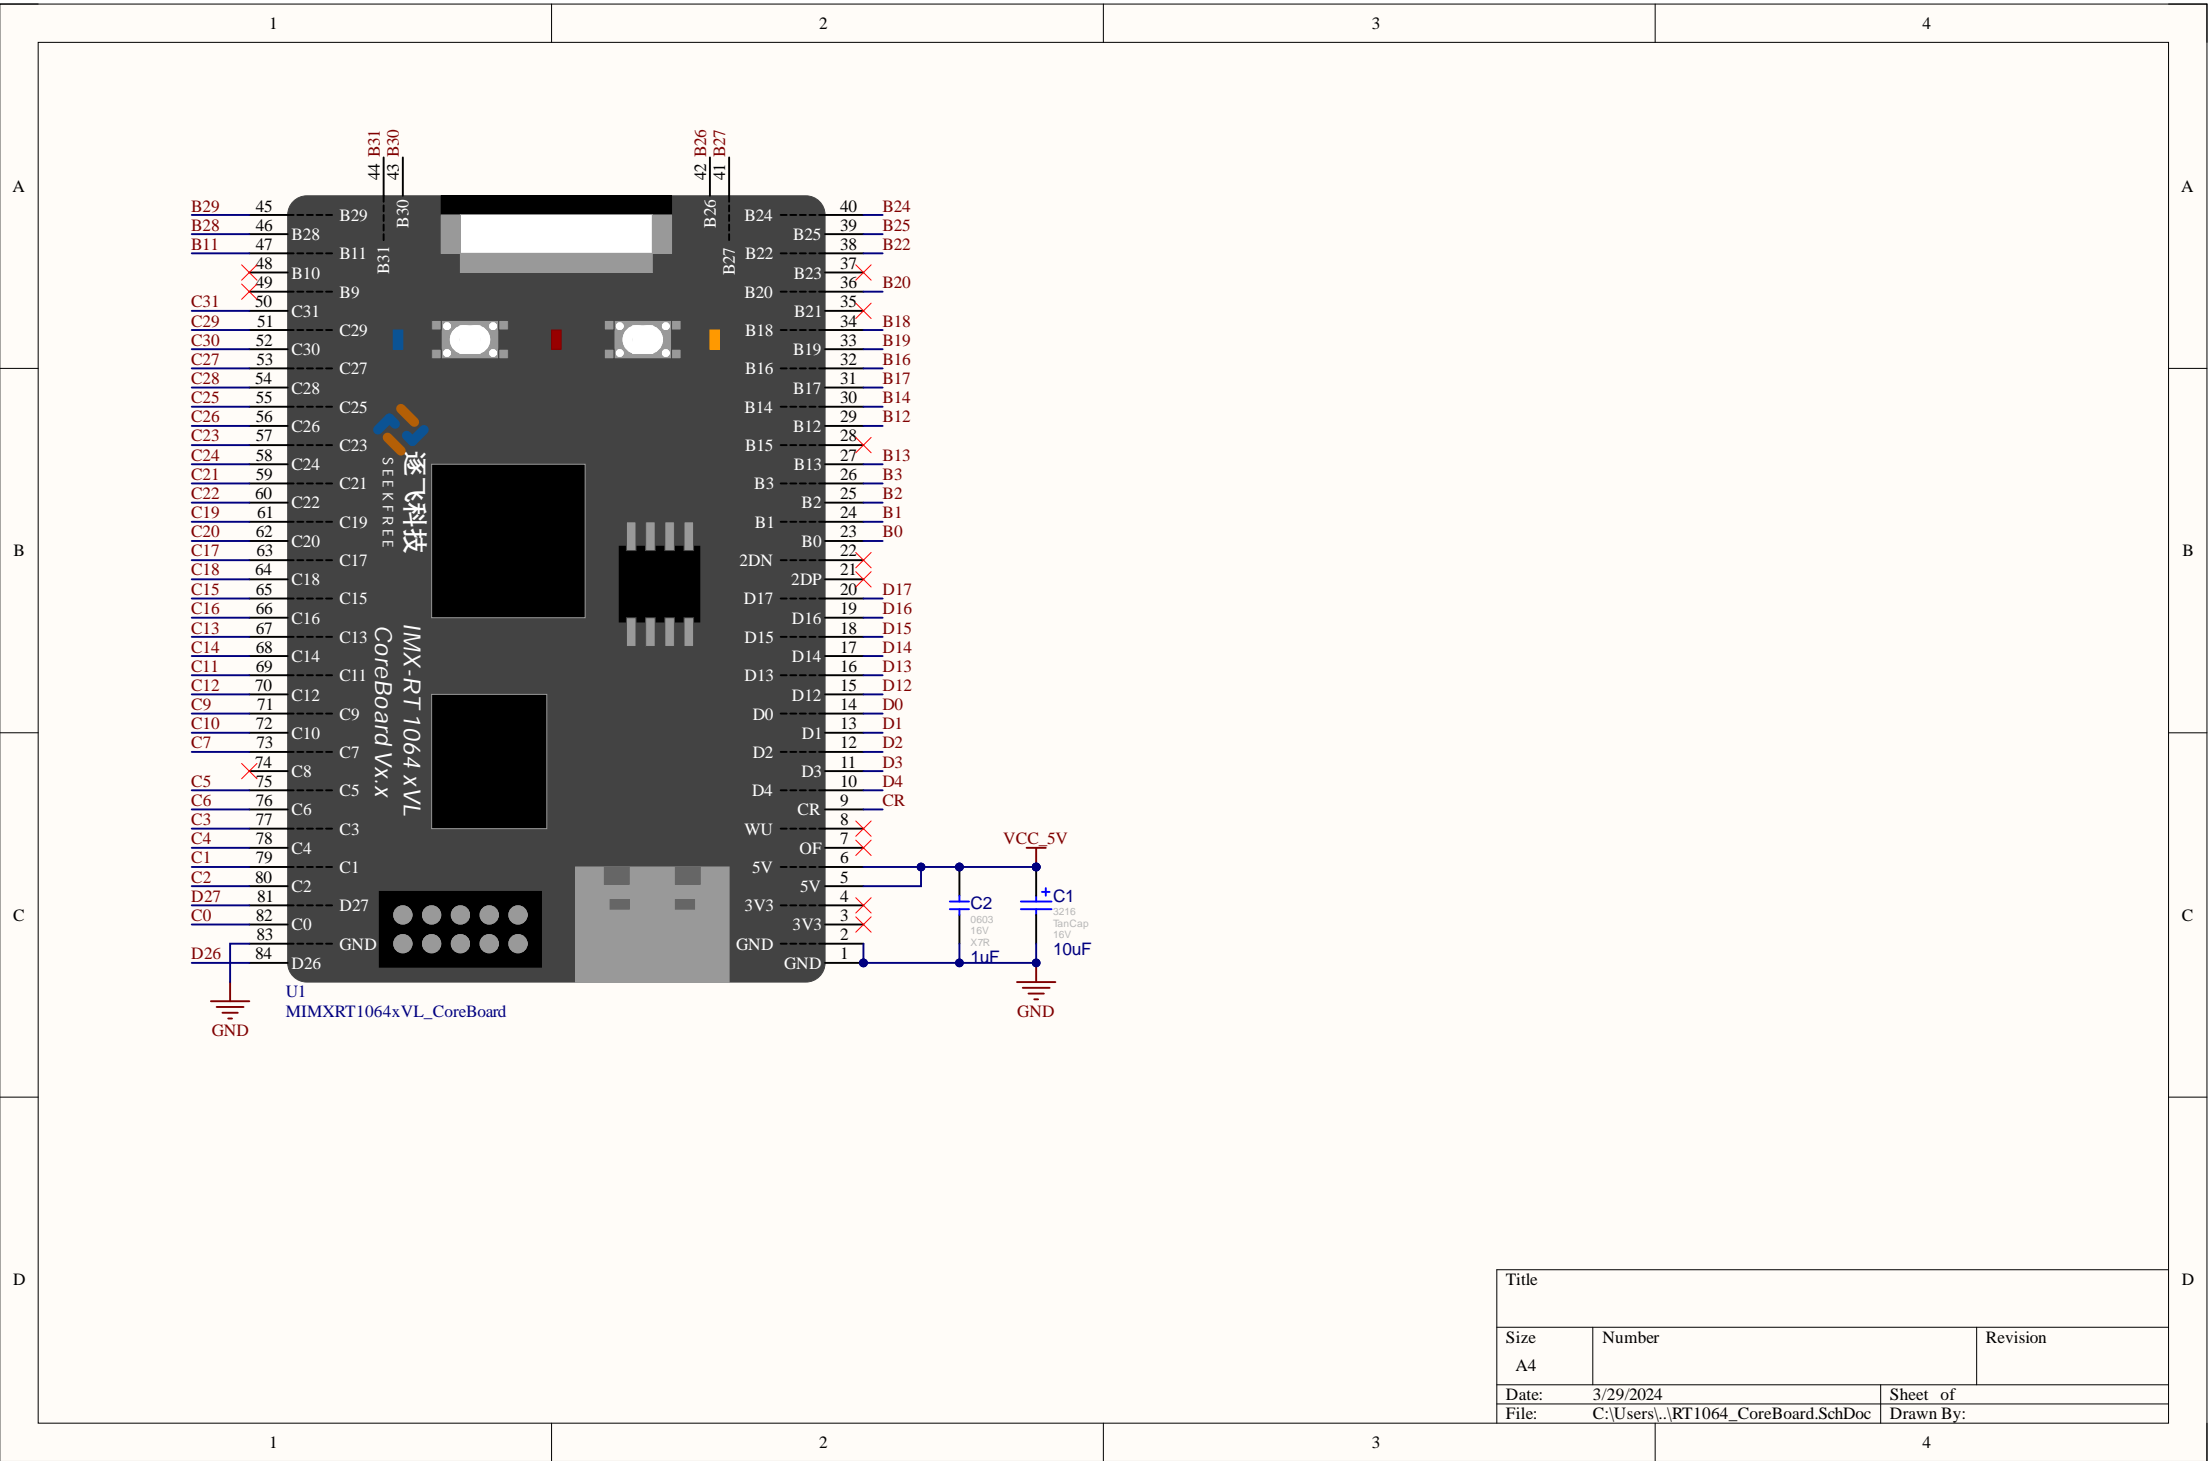 1 2 3 4
A A
B B
C C
D D
44 B31
43 B30
42 B26
41 B27
B31
B30
B26
B27
B29 45 B29
B28 46 B28
B11 47 B11
48 B10
49 B9
C31 50 C31
C29 51 C29
C30 52 C30
C27 53 C27
C28 54 C28
C25 55 C25
C26 56 C26
C23 57 C23
C24 58 C24
C21 59 C21
C22 60 C22
C19 61 C19
C20 62 C20
C17 63 C17
C18 64 C18
C15 65 C15
C16 66 C16
C13 67 C13
C14 68 C14
C11 69 C11
C12 70 C12
C9 71 C9
C10 72 C10
C7 73 C7
74 C8
C5 75 C5
C6 76 C6
C3 77 C3
C4 78 C4
C1 79 C1
C2 80 C2
D27 81 D27
C0 82 C0
83 GND
D26 84 D26
GND
逐飞科技
SEEKFREE
IMX-RT1064xVL
CoreBoard Vx.x
B24 40 B24
B25 39 B25
B22 38 B22
B23 37
B20 36 B20
B21 35
B18 34 B18
B19 33 B19
B16 32 B16
B17 31 B17
B14 30 B14
B12 29 B12
B15 28
B13 27 B13
B3 26 B3
B2 25 B2
B1 24 B1
B0 23 B0
2DN 22
2DP 21
D17 20 D17
D16 19 D16
D15 18 D15
D14 17 D14
D13 16 D13
D12 15 D12
D0 14 D0
D1 13 D1
D2 12 D2
D3 11 D3
D4 10 D4
CR 9 CR
WU 8
OF 7
5V 6
5V 5
3V3 4
3V3 3
GND 2
GND 1
U1
MIMXRT1064xVL_CoreBoard
VCC_5V
C2
0603
16V
X7R
1uF
+ C1
3216
TanCap
16V
10uF
GND
Title
Size Number Revision
A4
Date: 3/29/2024 Sheet of
File: C:\Users\..\RT1064_CoreBoard.SchDoc Drawn By:
1 2 3 4